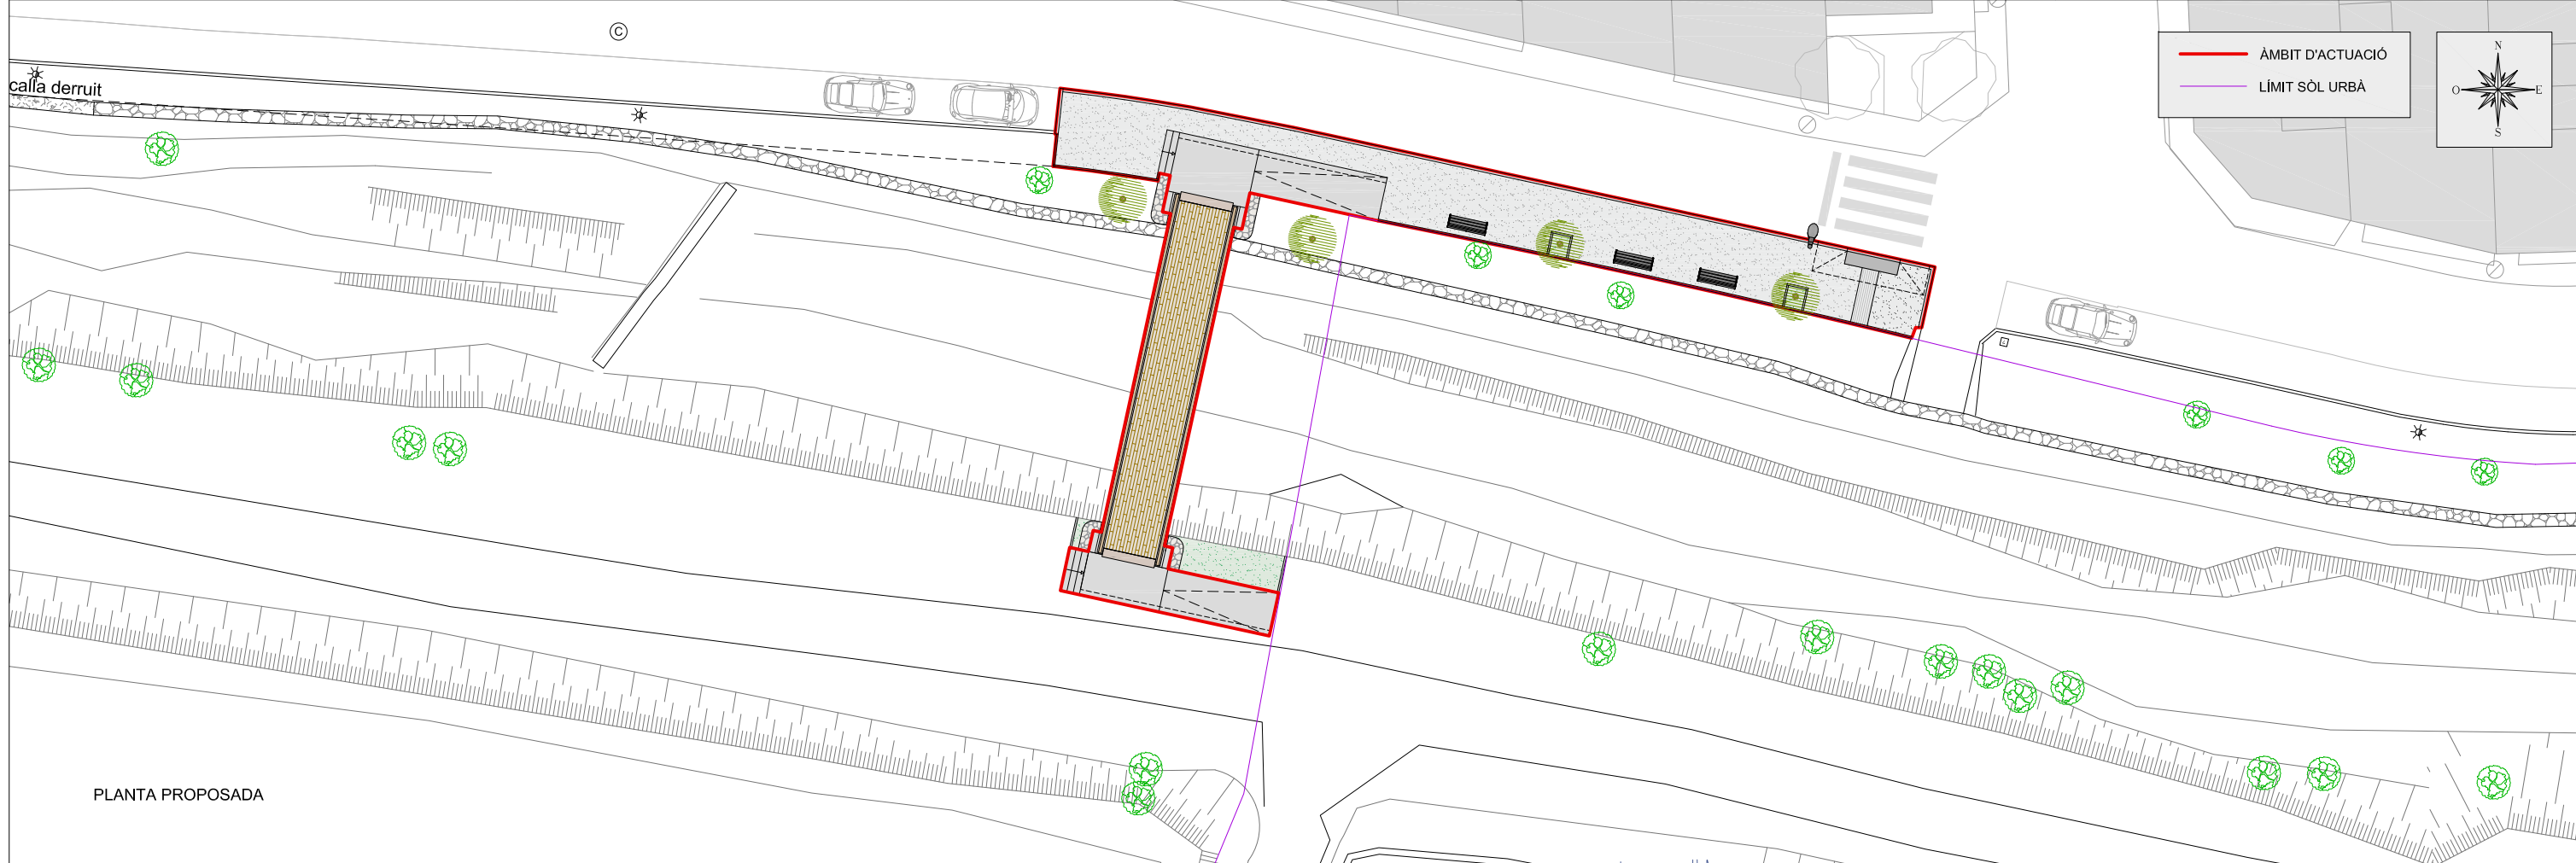 ©
calla derruit
ÀMBIT D'ACTUACIÓ
LÍMIT SÒL URBÀ
N
O E
S
PLANTA PROPOSADA